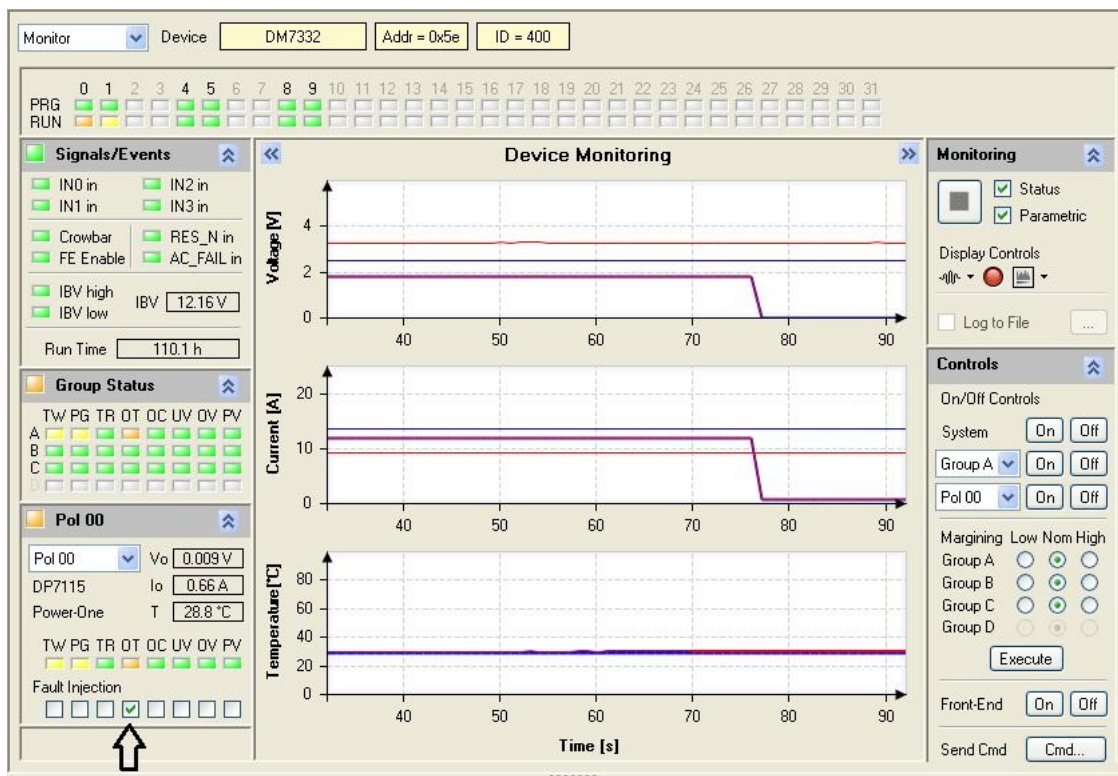 Monitor Device DM7332 Addr = 0x5e ID = 400
0 1 2 3 4 5 6 7 8 9 10 11 12 13 14 15 16 17 18 19 20 21 22 23 24 25 26 27 28 29 30 31
PRG
RUN
Signals/Events
IN0 in IN2 in
IN1 in IN3 in
Crowbar RES_N in
FE Enable AC_FAIL in
IBV high
IBV low
IBV 12.16 V
Run Time 110.1 h
Group Status
TW PG TR OT OC UV OV PV
A
B
C
D
Pol 00
Pol 00 Vo 0.009 V
DP7115 Io 0.66 A
Power-One T 28.8 °C
TW PG TR OT OC UV OV PV
Fault Injection
Device Monitoring
Voltage [V]
4
2
0
40 50 60 70 80 90
Current [A]
20
10
0
40 50 60 70 80 90
Temperature [°C]
80
60
40
20
0
40 50 60 70 80 90
Time [s]
Monitoring
Status
Parametric
Display Controls
Log to File ...
Controls
On/Off Controls
System On Off
Group A On Off
Pol 00 On Off
Margining Low Nom High
Group A
Group B
Group C
Group D
Execute
Front-End On Off
Send Cmd Cmd...